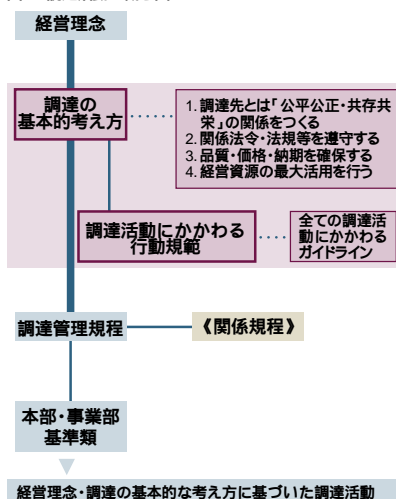 経営理念
調達の
基本的考え方
1. 調達先とは「公平公正・共存共
栄」の関係をつくる
2. 関係法令・法規等を遵守する
3. 品質・価格・納期を確保する
4. 経営資源の最大活用を行う
調達活動にかかわる
行動規範
全ての調達活
動にかかわる
ガイドライン
調達管理規程
《関係規程》
本部・事業部
基準類
経営理念・調達の基本的な考え方に基づいた調達活動